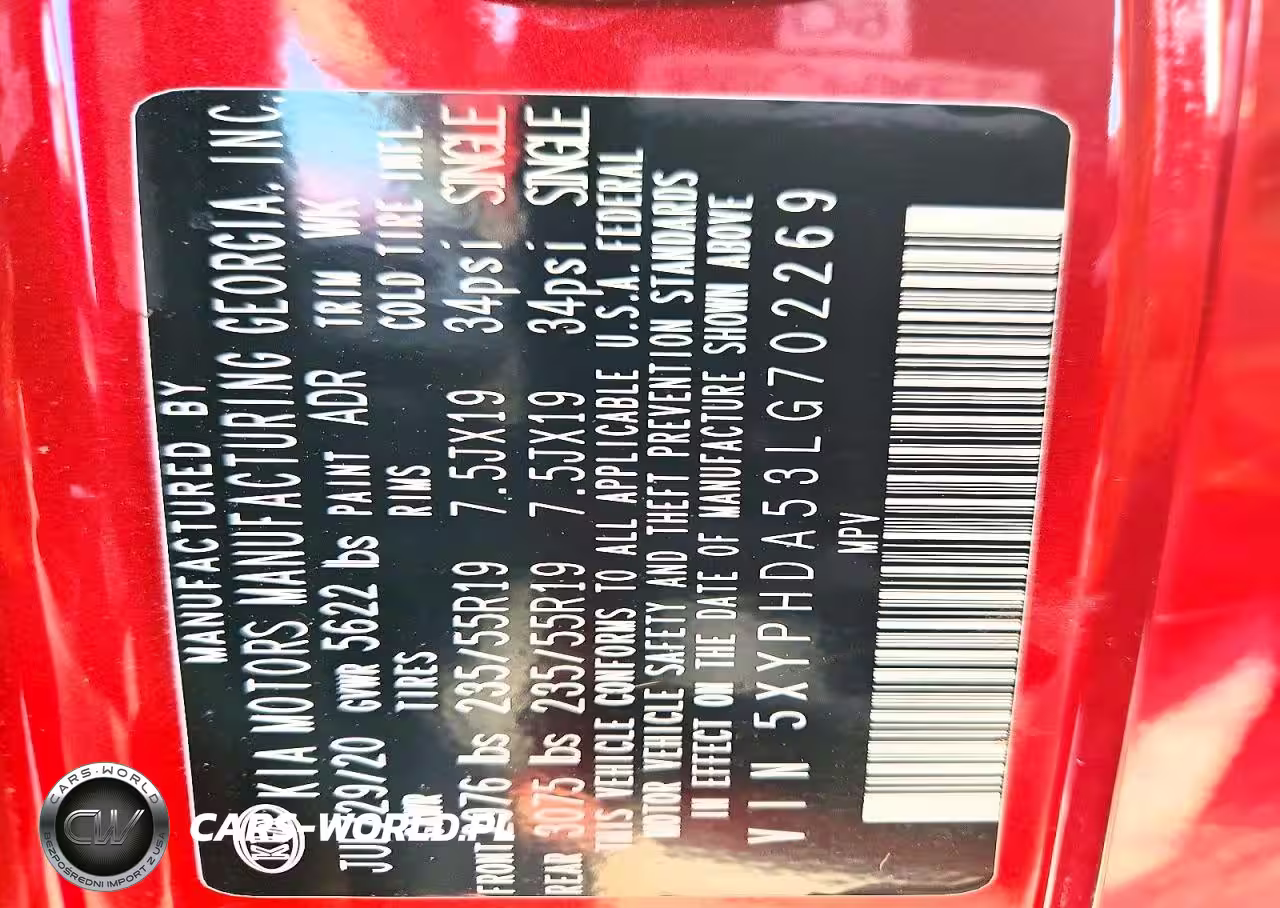 MANUFACTURED BY
KIA MOTORS MANUFACTURING GEORGIA, INC.
29/20 GVWR 5622 lbs PAINT ADR TRIM WK
TIRES RIMS COLD TIRE INFL
FRONT 235/55R19 7.5JX19 34psi SINGLE
REAR 3075 lbs 235/55R19 7.5JX19 34psi SINGLE
THIS VEHICLE CONFORMS TO ALL APPLICABLE U.S.A. FEDERAL
MOTOR VEHICLE SAFETY AND THEFT PREVENTION STANDARDS
IN EFFECT ON THE DATE OF MANUFACTURE SHOWN ABOVE
VIN 5XYPHDA53LG702269
MPV
CARS-WORLD
CW
BEZPOŚREDNI IMPORT Z USA
CARS-WORLD.PL